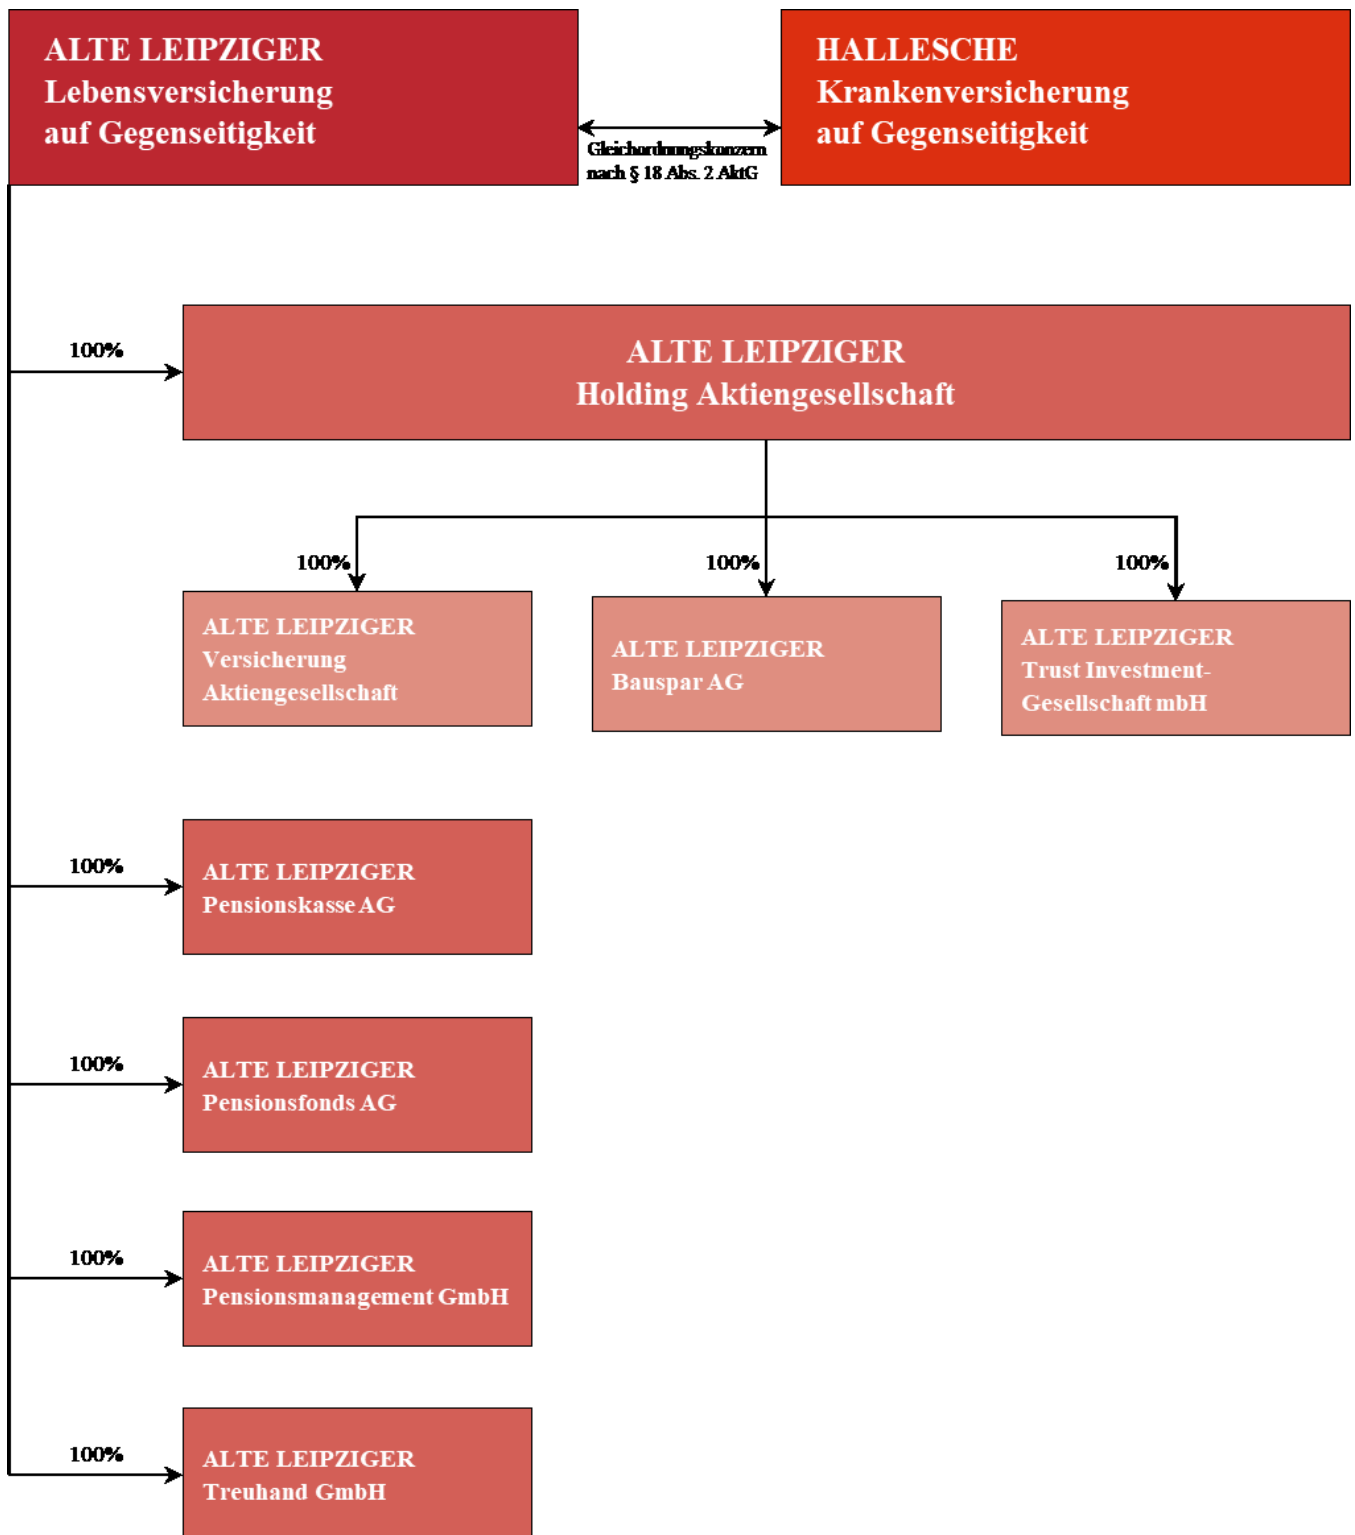 ALTE LEIPZIGER
Lebensversicherung
auf Gegenseitigkeit
HALLESCHE
Krankenversicherung
auf Gegenseitigkeit
Gleichordnungskonzern
nach § 18 Abs. 2 AktG
100%
ALTE LEIPZIGER
Holding Aktiengesellschaft
100%
100%
100%
ALTE LEIPZIGER
Versicherung
Aktiengesellschaft
ALTE LEIPZIGER
Bauspar AG
ALTE LEIPZIGER
Trust Investment-
Gesellschaft mbH
100%
ALTE LEIPZIGER
Pensionskasse AG
100%
ALTE LEIPZIGER
Pensionsfonds AG
100%
ALTE LEIPZIGER
Pensionsmanagement GmbH
100%
ALTE LEIPZIGER
Treuhand GmbH